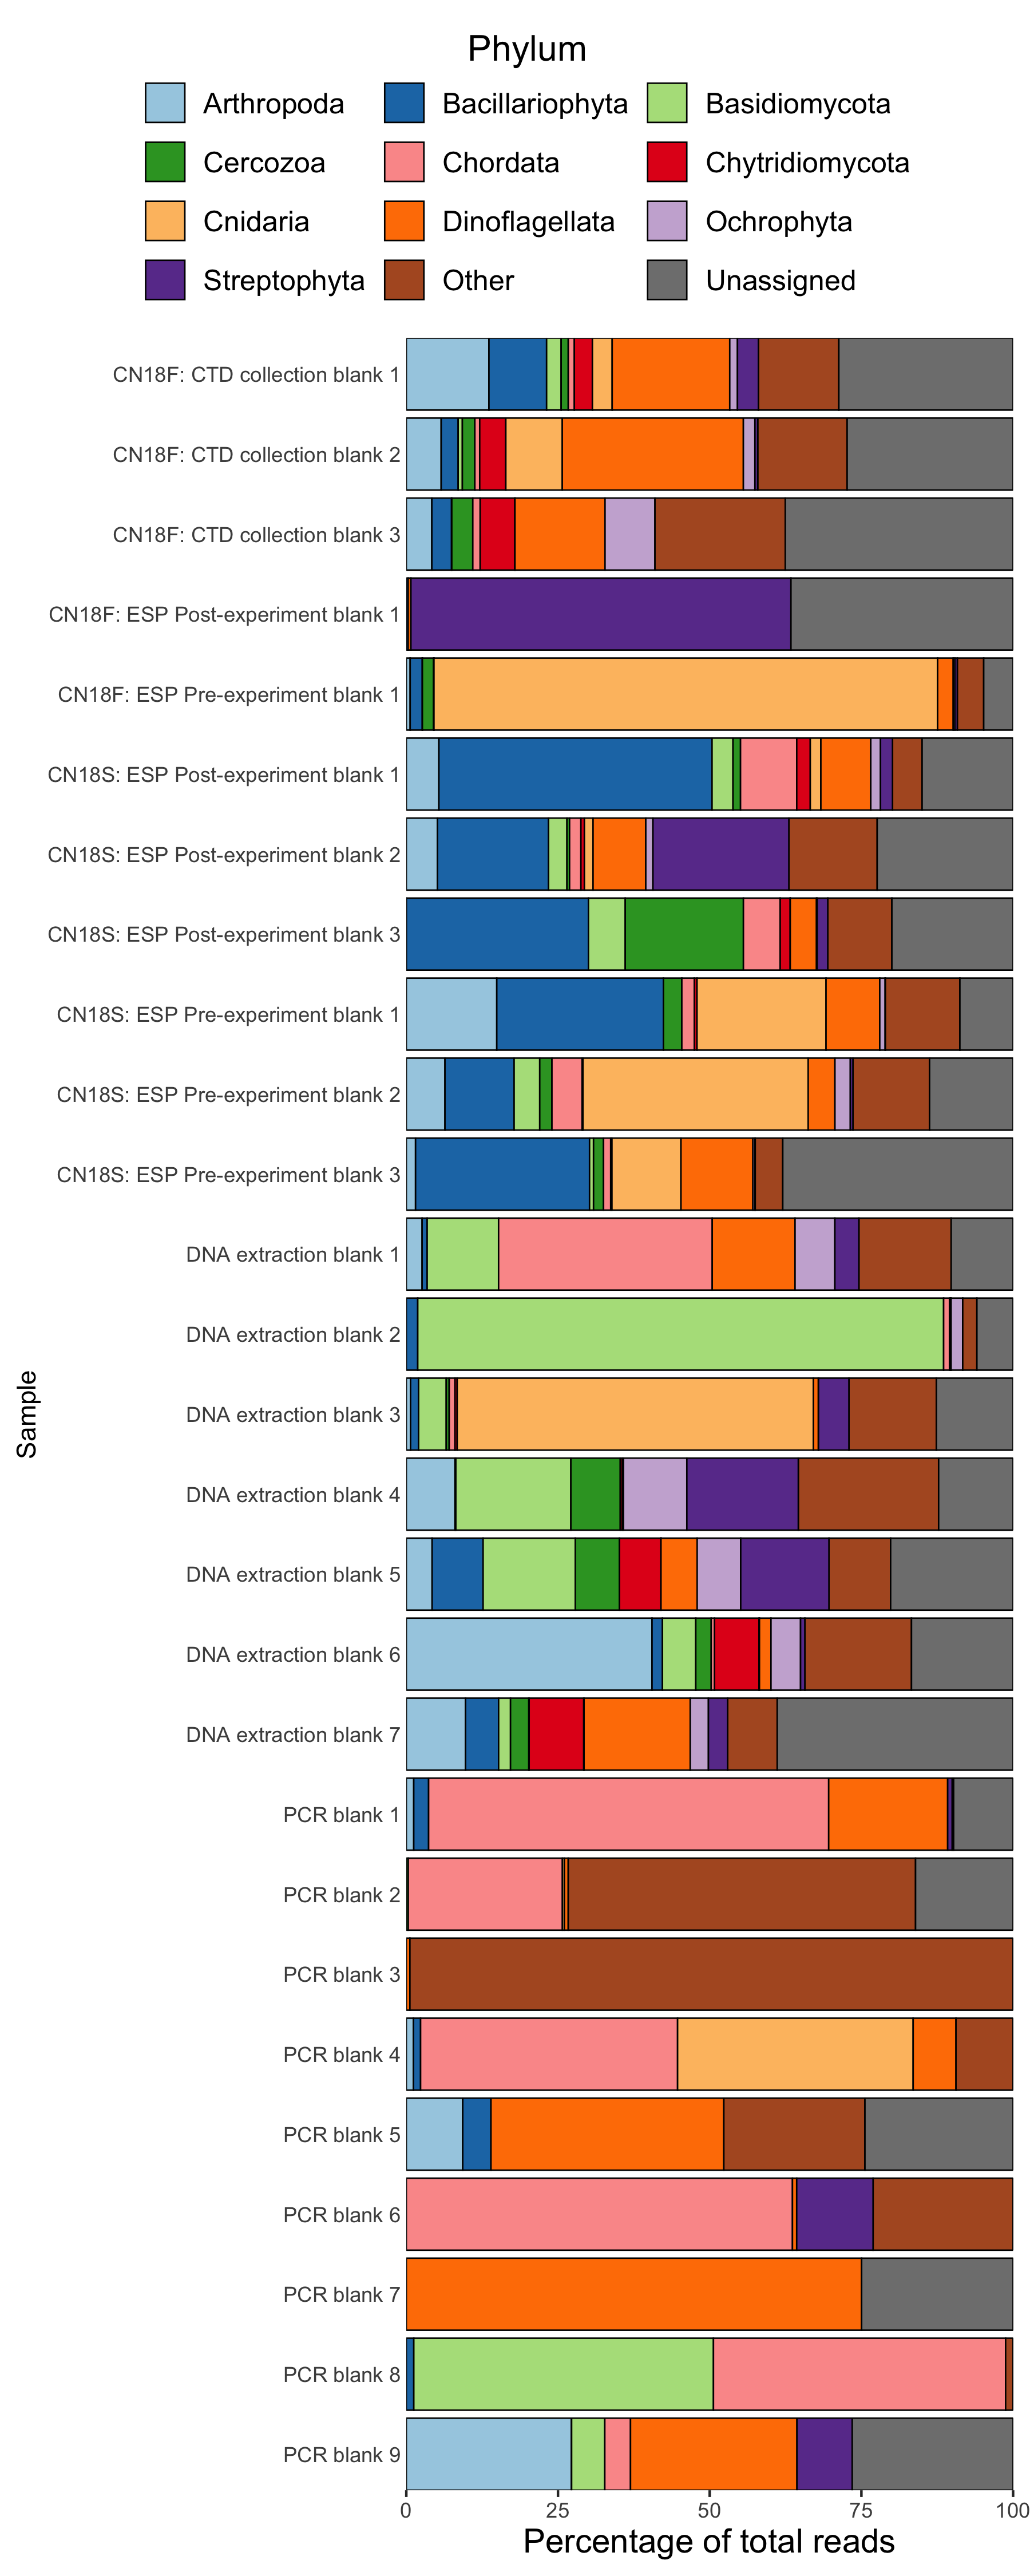 Phylum
Arthropoda Bacillariophyta Basidiomycota
Cercozoa Chordata Chytridiomycota
Cnidaria Dinoflagellata Ochrophyta
Streptophyta Other Unassigned
CN18F: CTD collection blank 1
CN18F: CTD collection blank 2
CN18F: CTD collection blank 3
CN18F: ESP Post-experiment blank 1
CN18F: ESP Pre-experiment blank 1
CN18S: ESP Post-experiment blank 1
CN18S: ESP Post-experiment blank 2
CN18S: ESP Post-experiment blank 3
CN18S: ESP Pre-experiment blank 1
CN18S: ESP Pre-experiment blank 2
CN18S: ESP Pre-experiment blank 3
DNA extraction blank 1
DNA extraction blank 2
DNA extraction blank 3
DNA extraction blank 4
DNA extraction blank 5
DNA extraction blank 6
DNA extraction blank 7
PCR blank 1
PCR blank 2
PCR blank 3
PCR blank 4
PCR blank 5
PCR blank 6
PCR blank 7
PCR blank 8
PCR blank 9
Sample
0 25 50 75 100
Percentage of total reads